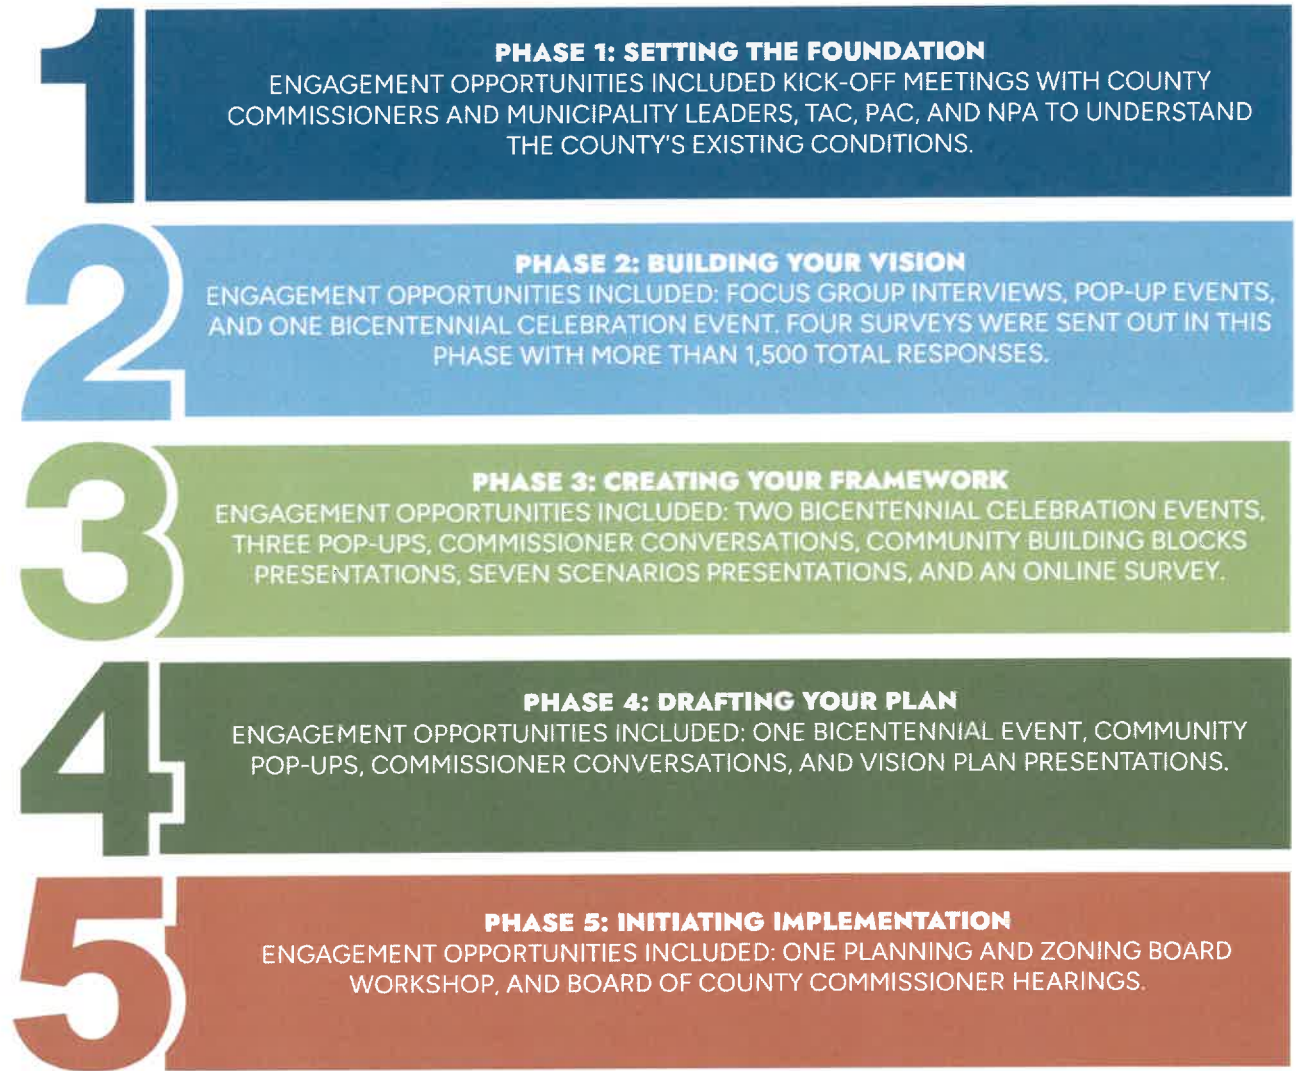 1
PHASE 1: SETTING THE FOUNDATION
ENGAGEMENT OPPORTUNITIES INCLUDED KICK-OFF MEETINGS WITH COUNTY
COMMISSIONERS AND MUNICIPALITY LEADERS, TAC, PAC, AND NPA TO UNDERSTAND
THE COUNTY'S EXISTING CONDITIONS.
2
PHASE 2: BUILDING YOUR VISION
ENGAGEMENT OPPORTUNITIES INCLUDED: FOCUS GROUP INTERVIEWS, POP-UP EVENTS,
AND ONE BICENTENNIAL CELEBRATION EVENT. FOUR SURVEYS WERE SENT OUT IN THIS
PHASE WITH MORE THAN 1,500 TOTAL RESPONSES.
3
PHASE 3: CREATING YOUR FRAMEWORK
ENGAGEMENT OPPORTUNITIES INCLUDED: TWO BICENTENNIAL CELEBRATION EVENTS,
THREE POP-UPS, COMMISSIONER CONVERSATIONS, COMMUNITY BUILDING BLOCKS
PRESENTATIONS, SEVEN SCENARIOS PRESENTATIONS, AND AN ONLINE SURVEY.
4
PHASE 4: DRAFTING YOUR PLAN
ENGAGEMENT OPPORTUNITIES INCLUDED: ONE BICENTENNIAL EVENT, COMMUNITY
POP-UPS, COMMISSIONER CONVERSATIONS, AND VISION PLAN PRESENTATIONS.
5
PHASE 5: INITIATING IMPLEMENTATION
ENGAGEMENT OPPORTUNITIES INCLUDED: ONE PLANNING AND ZONING BOARD
WORKSHOP, AND BOARD OF COUNTY COMMISSIONER HEARINGS.